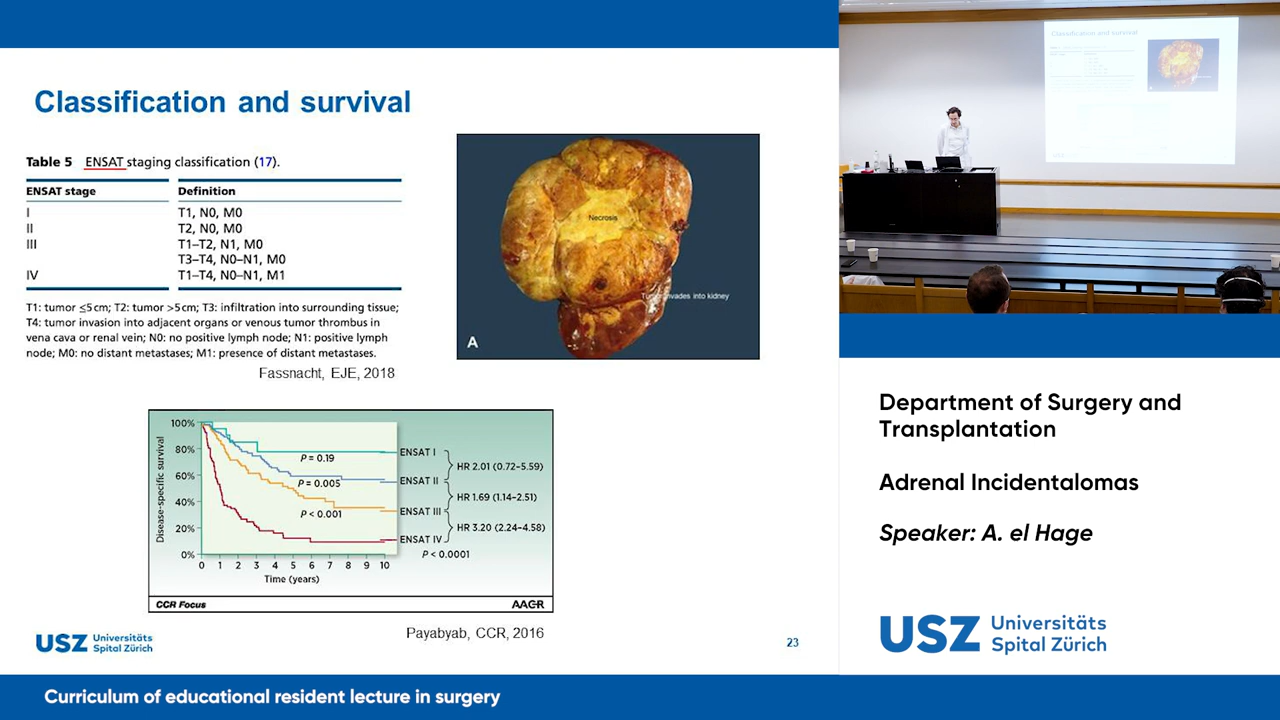 Classification and survival
Table 5 ENSAT staging classification (17).
ENSAT stage Definition
I T1, N0, M0
II T2, N0, M0
III T1–T2, N1, M0
T3–T4, N0–N1, M0
IV T1–T4, N0–N1, M1
T1: tumor ≤5 cm; T2: tumor >5 cm; T3: infiltration into surrounding tissue;
T4: tumor invasion into adjacent organs or venous tumor thrombus in
vena cava or renal vein; N0: no positive lymph node; N1: positive lymph
node; M0: no distant metastases; M1: presence of distant metastases.
Fassnacht, EJE, 2018
Necrosis
Tumor invades into kidney
A
Disease-specific survival
100%
80%
60%
40%
20%
0%
P = 0.19
P = 0.005
P < 0.001
ENSAT I
HR 2.01 (0.72–5.59)
ENSAT II
HR 1.69 (1.14–2.51)
ENSAT III
HR 3.20 (2.24–4.58)
ENSAT IV
P < 0.0001
0 1 2 3 4 5 6 7 8 9 10
Time (years)
CCR Focus AACR
Payabyab, CCR, 2016
USZ Universitäts
Spital Zürich
23
Classification and survival
Department of Surgery and
Transplantation
Adrenal Incidentalomas
Speaker: A. el Hage
USZ Universitäts
Spital Zürich
Curriculum of educational resident lecture in surgery